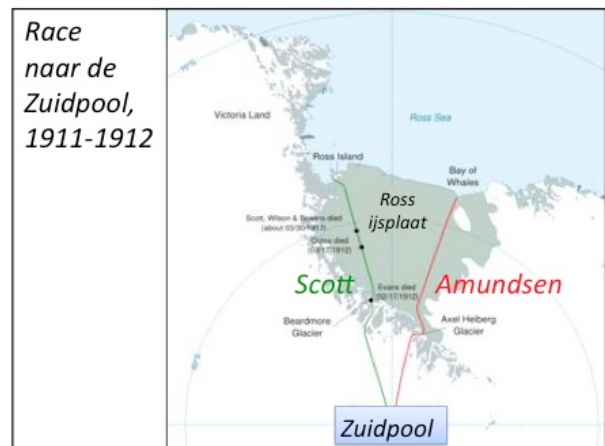 Race
naar de
Zuidpool,
1911-1912
Victoria Land
Ross Sea
Ross Island
Bay of
Whales
Ross
ijsplaat
Scott, Wilson & Bowers died
(about 03/30/1912)
Oates died
(03/17/1912)
Scott
Evans died
(02/17/1912)
Amundsen
Beardmore
Glacier
Axel Heiberg
Glacier
Zuidpool